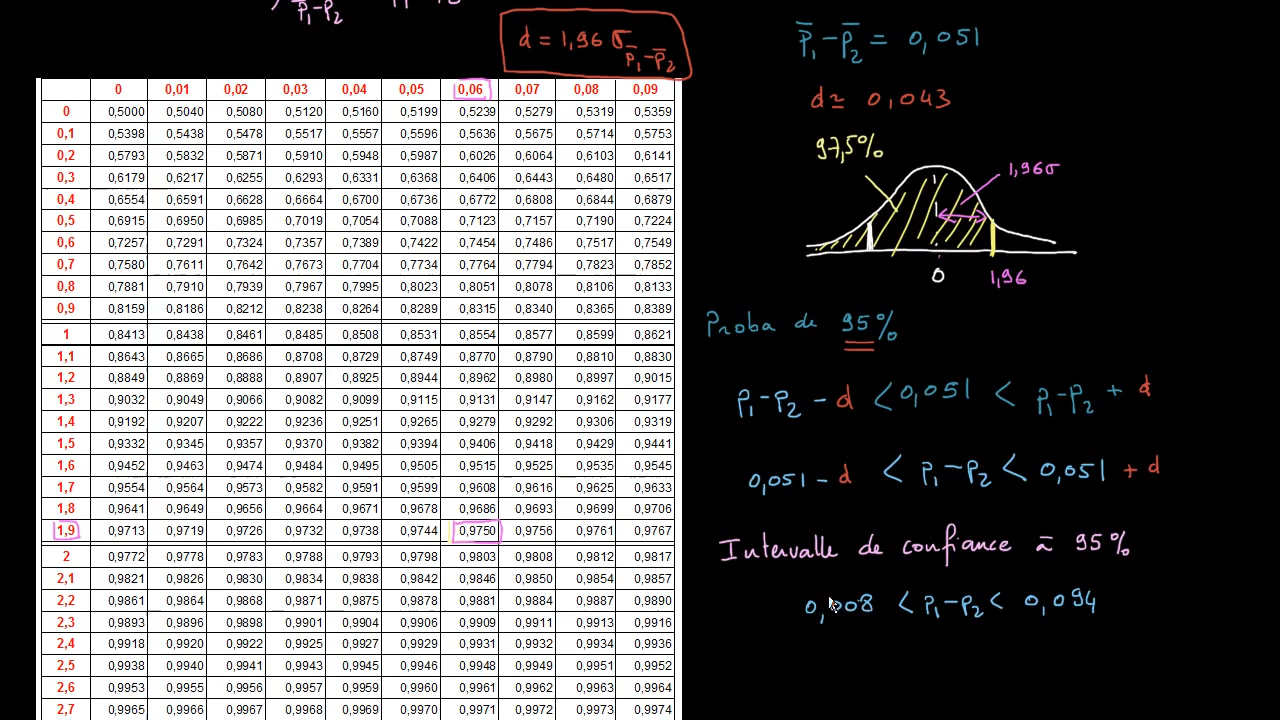 p̄₁-p̄₂
d = 1,96 σ p̄₁-p̄₂
0 0,01 0,02 0,03 0,04 0,05 0,06 0,07 0,08 0,09
0 0,5000 0,5040 0,5080 0,5120 0,5160 0,5199 0,5239 0,5279 0,5319 0,5359
0,1 0,5398 0,5438 0,5478 0,5517 0,5557 0,5596 0,5636 0,5675 0,5714 0,5753
0,2 0,5793 0,5832 0,5871 0,5910 0,5948 0,5987 0,6026 0,6064 0,6103 0,6141
0,3 0,6179 0,6217 0,6255 0,6293 0,6331 0,6368 0,6406 0,6443 0,6480 0,6517
0,4 0,6554 0,6591 0,6628 0,6664 0,6700 0,6736 0,6772 0,6808 0,6844 0,6879
0,5 0,6915 0,6950 0,6985 0,7019 0,7054 0,7088 0,7123 0,7157 0,7190 0,7224
0,6 0,7257 0,7291 0,7324 0,7357 0,7389 0,7422 0,7454 0,7486 0,7517 0,7549
0,7 0,7580 0,7611 0,7642 0,7673 0,7704 0,7734 0,7764 0,7794 0,7823 0,7852
0,8 0,7881 0,7910 0,7939 0,7967 0,7995 0,8023 0,8051 0,8078 0,8106 0,8133
0,9 0,8159 0,8186 0,8212 0,8238 0,8264 0,8289 0,8315 0,8340 0,8365 0,8389
1 0,8413 0,8438 0,8461 0,8485 0,8508 0,8531 0,8554 0,8577 0,8599 0,8621
1,1 0,8643 0,8665 0,8686 0,8708 0,8729 0,8749 0,8770 0,8790 0,8810 0,8830
1,2 0,8849 0,8869 0,8888 0,8907 0,8925 0,8944 0,8962 0,8980 0,8997 0,9015
1,3 0,9032 0,9049 0,9066 0,9082 0,9099 0,9115 0,9131 0,9147 0,9162 0,9177
1,4 0,9192 0,9207 0,9222 0,9236 0,9251 0,9265 0,9279 0,9292 0,9306 0,9319
1,5 0,9332 0,9345 0,9357 0,9370 0,9382 0,9394 0,9406 0,9418 0,9429 0,9441
1,6 0,9452 0,9463 0,9474 0,9484 0,9495 0,9505 0,9515 0,9525 0,9535 0,9545
1,7 0,9554 0,9564 0,9573 0,9582 0,9591 0,9599 0,9608 0,9616 0,9625 0,9633
1,8 0,9641 0,9649 0,9656 0,9664 0,9671 0,9678 0,9686 0,9693 0,9699 0,9706
1,9 0,9713 0,9719 0,9726 0,9732 0,9738 0,9744 0,9750 0,9756 0,9761 0,9767
2 0,9772 0,9778 0,9783 0,9788 0,9793 0,9798 0,9803 0,9808 0,9812 0,9817
2,1 0,9821 0,9826 0,9830 0,9834 0,9838 0,9842 0,9846 0,9850 0,9854 0,9857
2,2 0,9861 0,9864 0,9868 0,9871 0,9875 0,9878 0,9881 0,9884 0,9887 0,9890
2,3 0,9893 0,9896 0,9898 0,9901 0,9904 0,9906 0,9909 0,9911 0,9913 0,9916
2,4 0,9918 0,9920 0,9922 0,9925 0,9927 0,9929 0,9931 0,9932 0,9934 0,9936
2,5 0,9938 0,9940 0,9941 0,9943 0,9945 0,9946 0,9948 0,9949 0,9951 0,9952
2,6 0,9953 0,9955 0,9956 0,9957 0,9959 0,9960 0,9961 0,9962 0,9963 0,9964
2,7 0,9965 0,9966 0,9967 0,9968 0,9969 0,9970 0,9971 0,9972 0,9973 0,9974
p̄₁-p̄₂ = 0,051
d ≃ 0,043
97,5%
1,96σ
0 1,96
Proba de 95%
p₁-p₂ - d < 0,051 < p₁-p₂ + d
0,051 - d < p₁-p₂ < 0,051 + d
Intervalle de confiance à 95%
0,008 < p₁-p₂ < 0,094